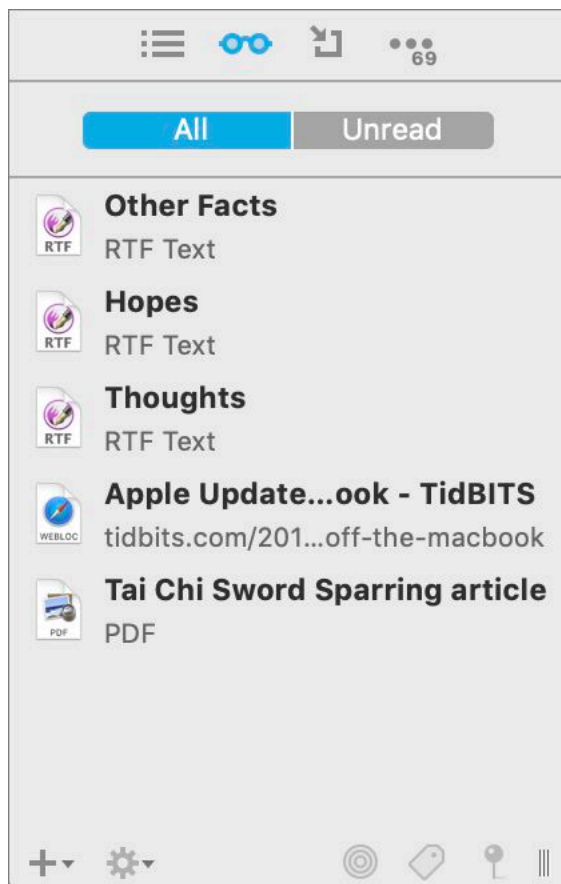 69
All
Unread
Other Facts
RTF
RTF Text
Hopes
RTF
RTF Text
Thoughts
RTF
RTF Text
Apple Update...ook - TidBITS
WEBLOC
tidbits.com/201...off-the-macbook
Tai Chi Sword Sparring article
PDF
PDF